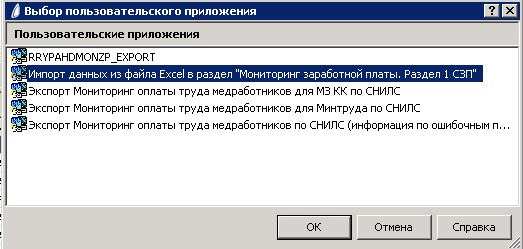 Выбор пользовательского приложения
Пользовательские приложения
RRYPAHDMONZP_EXPORT
Импорт данных из файла Excel в раздел "Мониторинг заработной платы. Раздел 1 СЗП"
Экспорт Мониторинг оплаты труда медработников для МЗ КК по СНИЛС
Экспорт Мониторинг оплаты труда медработников для Минтруда по СНИЛС
Экспорт Мониторинг оплаты труда медработников по СНИЛС (информация по ошибочным п...
ОК Отмена Справка